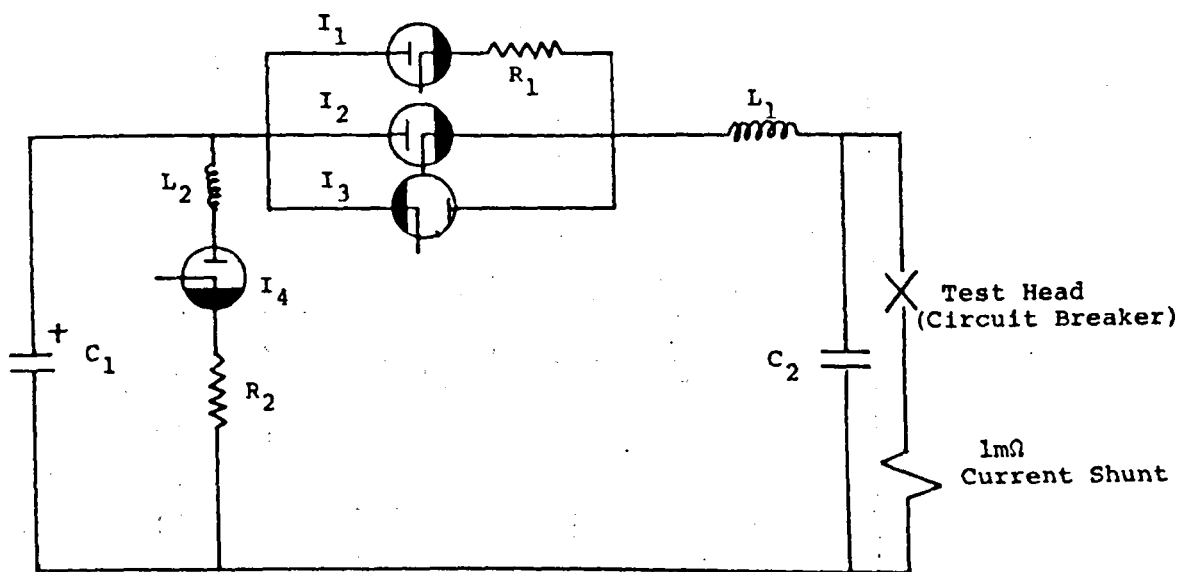 I1
R1
I2
L1
I3
L2
I4
+
C1
R2
C2
Test Head
(Circuit Breaker)
1mΩ
Current Shunt